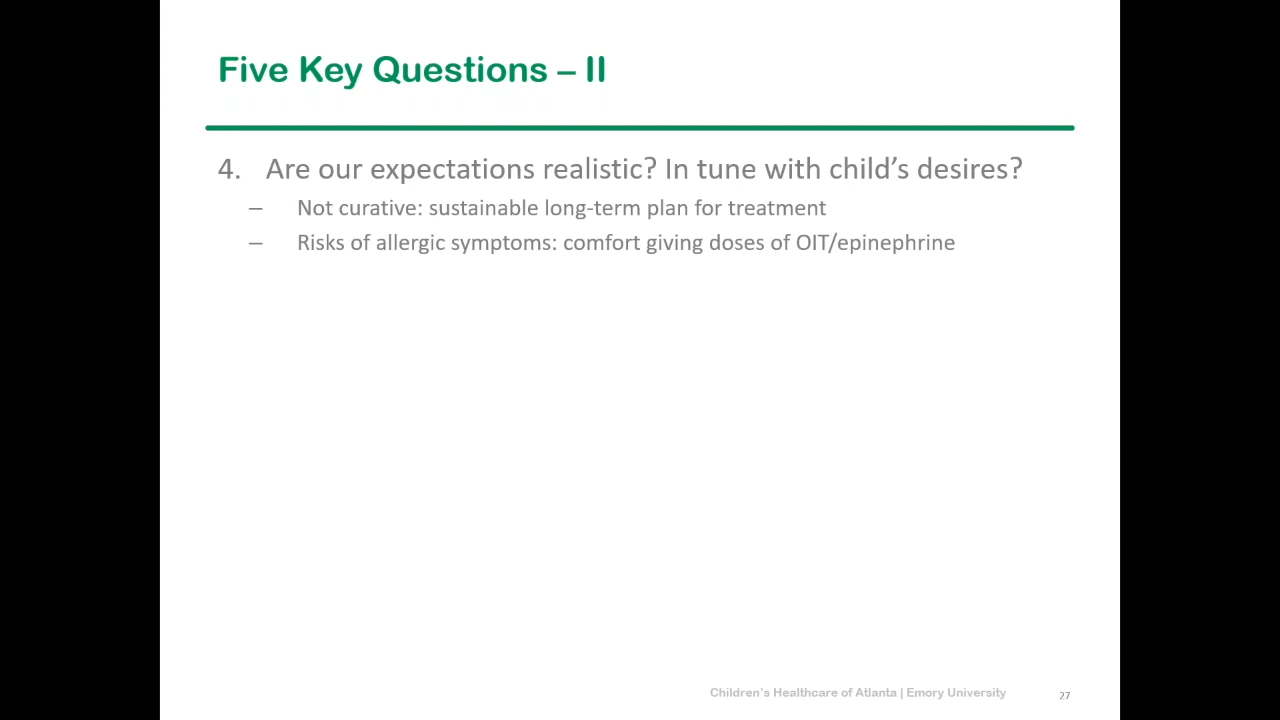 Five Key Questions – II
4. Are our expectations realistic? In tune with child’s desires?
– Not curative: sustainable long-term plan for treatment
– Risks of allergic symptoms: comfort giving doses of OIT/epinephrine
Children’s Healthcare of Atlanta | Emory University 27